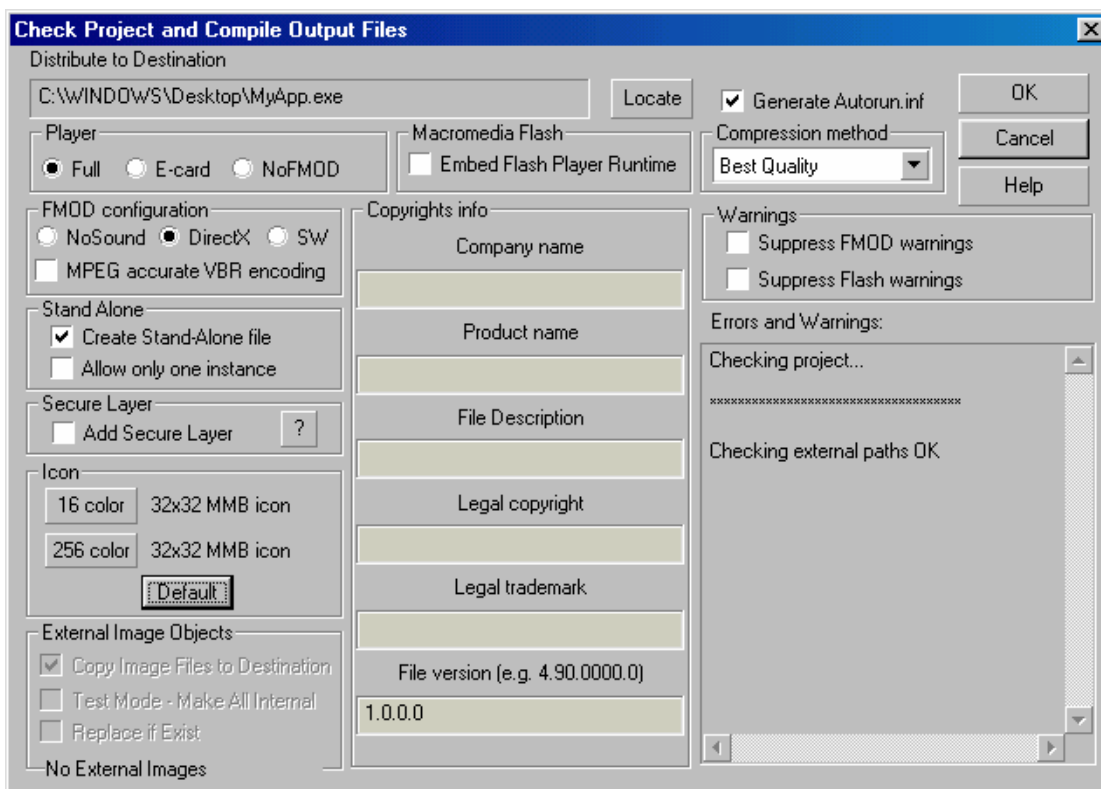 Check Project and Compile Output Files
Distribute to Destination
C:\WINDOWS\Desktop\MyApp.exe
Locate
Generate Autorun.inf
OK
Cancel
Help
Player
Full E-card NoFMOD
Macromedia Flash
Embed Flash Player Runtime
Compression method
Best Quality
FMOD configuration
NoSound DirectX SW
MPEG accurate VBR encoding
Stand Alone
Create Stand-Alone file
Allow only one instance
Secure Layer
Add Secure Layer ?
Icon
16 color 32x32 MMB icon
256 color 32x32 MMB icon
Default
External Image Objects
Copy Image Files to Destination
Test Mode - Make All Internal
Replace if Exist
No External Images
Copyrights info
Company name
Product name
File Description
Legal copyright
Legal trademark
File version (e.g. 4.90.0000.0)
1.0.0.0
Warnings
Suppress FMOD warnings
Suppress Flash warnings
Errors and Warnings:
Checking project...
************************************
Checking external paths OK